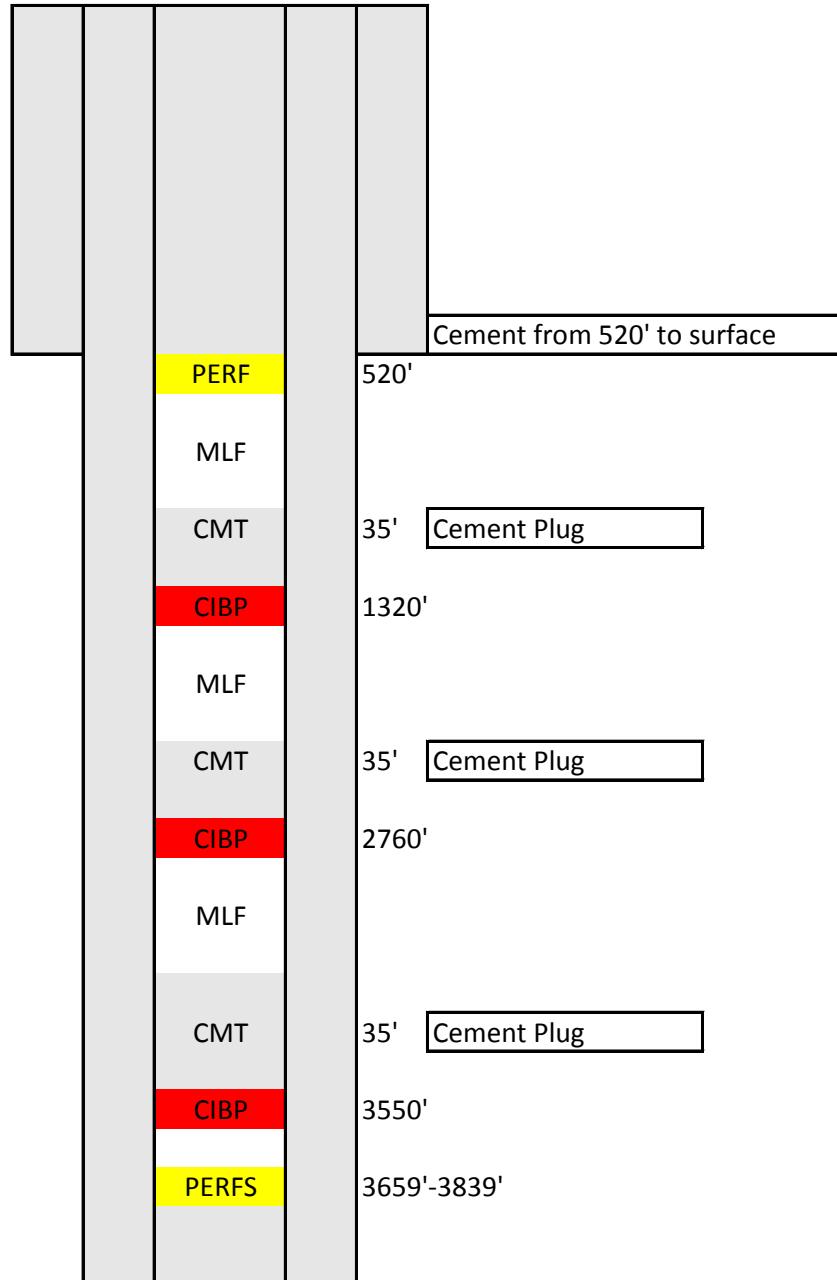 Cement from 520' to surface
PERF 520'
MLF
CMT 35' Cement Plug
CIBP 1320'
MLF
CMT 35' Cement Plug
CIBP 2760'
MLF
CMT 35' Cement Plug
CIBP 3550'
PERFS 3659'-3839'